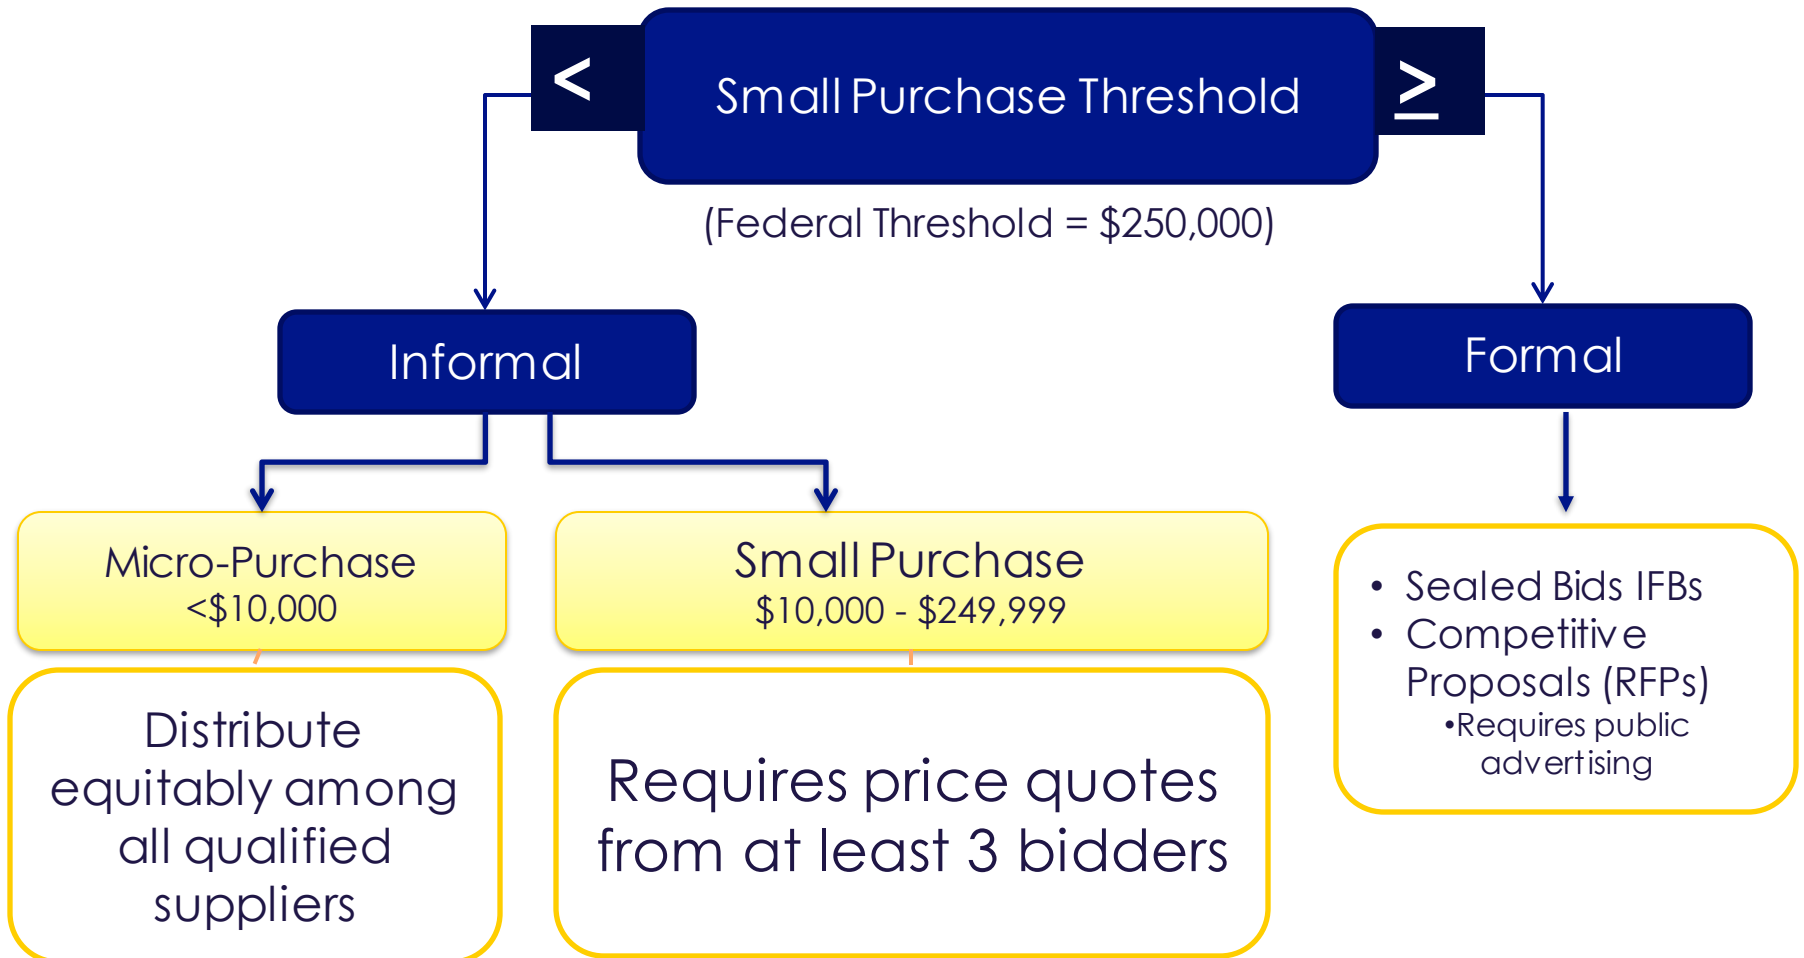 <
Small Purchase Threshold
≥
(Federal Threshold = $250,000)
Informal
Formal
Micro-Purchase
<$10,000
Small Purchase
$10,000 - $249,999
Distribute
equitably among
all qualified
suppliers
Requires price quotes
from at least 3 bidders
• Sealed Bids IFBs
• Competitive
Proposals (RFPs)
•Requires public
advertising